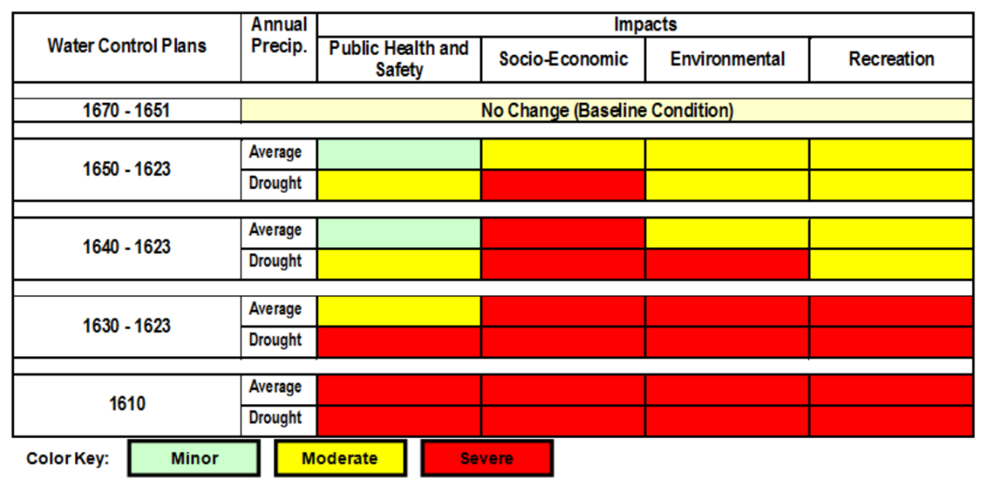 Water Control Plans
Annual
Precip.
Impacts
Public Health and
Safety
Socio-Economic
Environmental
Recreation
1670 - 1651
No Change (Baseline Condition)
1650 - 1623
Average
Drought
1640 - 1623
Average
Drought
1630 - 1623
Average
Drought
1610
Average
Drought
Color Key:
Minor
Moderate
Severe